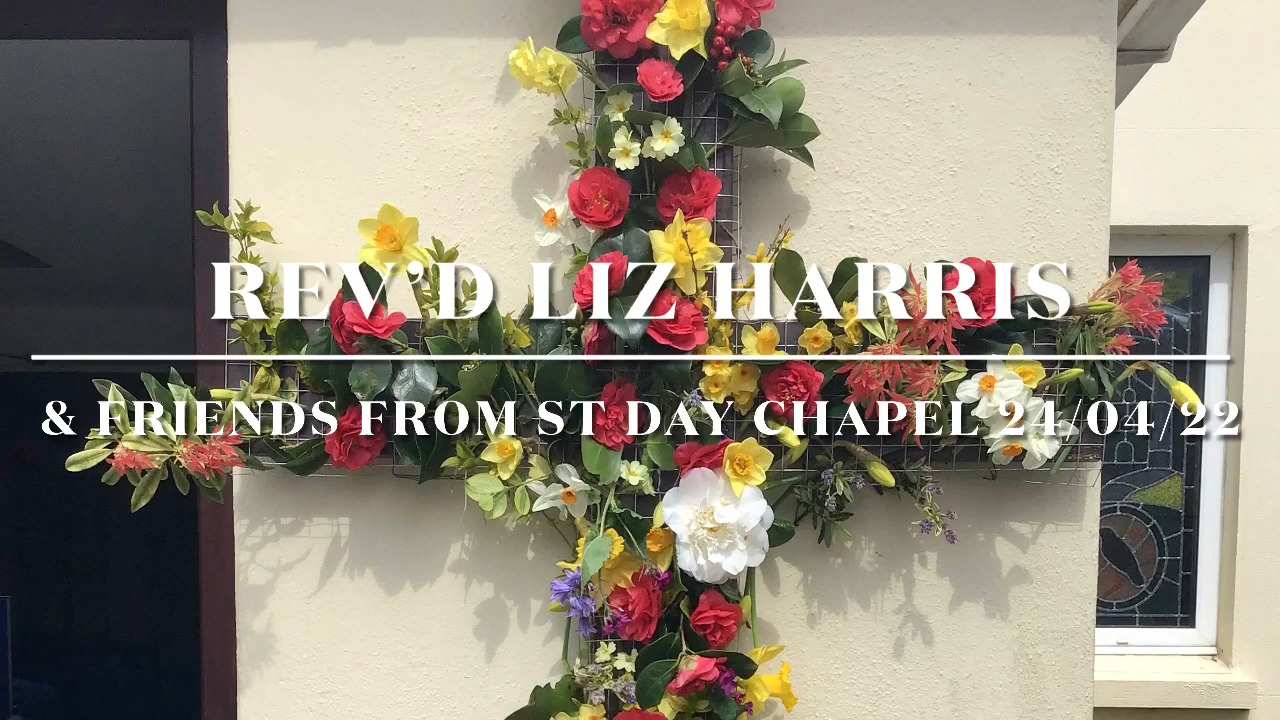 REV'D LIZ HARRIS
& FRIENDS FROM ST DAY CHAPEL 24/04/22